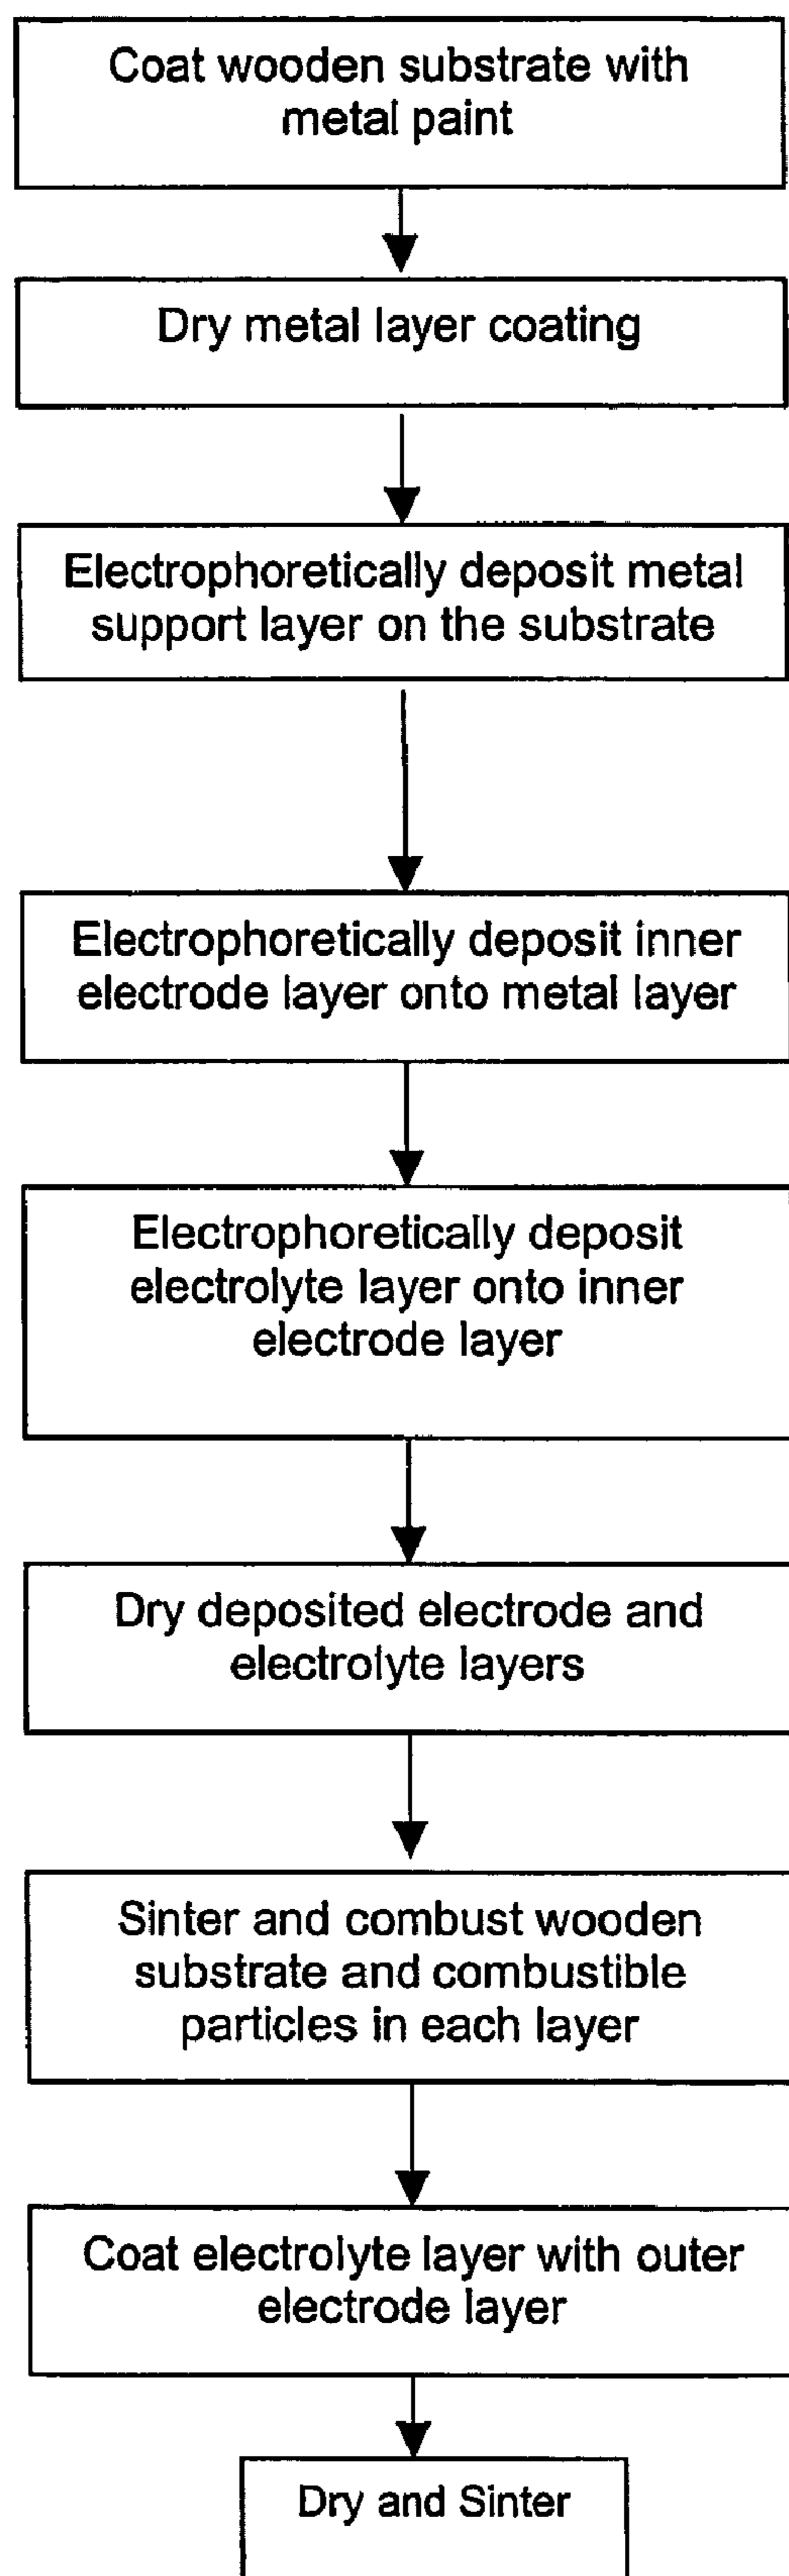 Coat wooden substrate with
metal paint
Dry metal layer coating
Electrophoretically deposit metal
support layer on the substrate
Electrophoretically deposit inner
electrode layer onto metal layer
Electrophoretically deposit
electrolyte layer onto inner
electrode layer
Dry deposited electrode and
electrolyte layers
Sinter and combust wooden
substrate and combustible
particles in each layer
Coat electrolyte layer with outer
electrode layer
Dry and Sinter